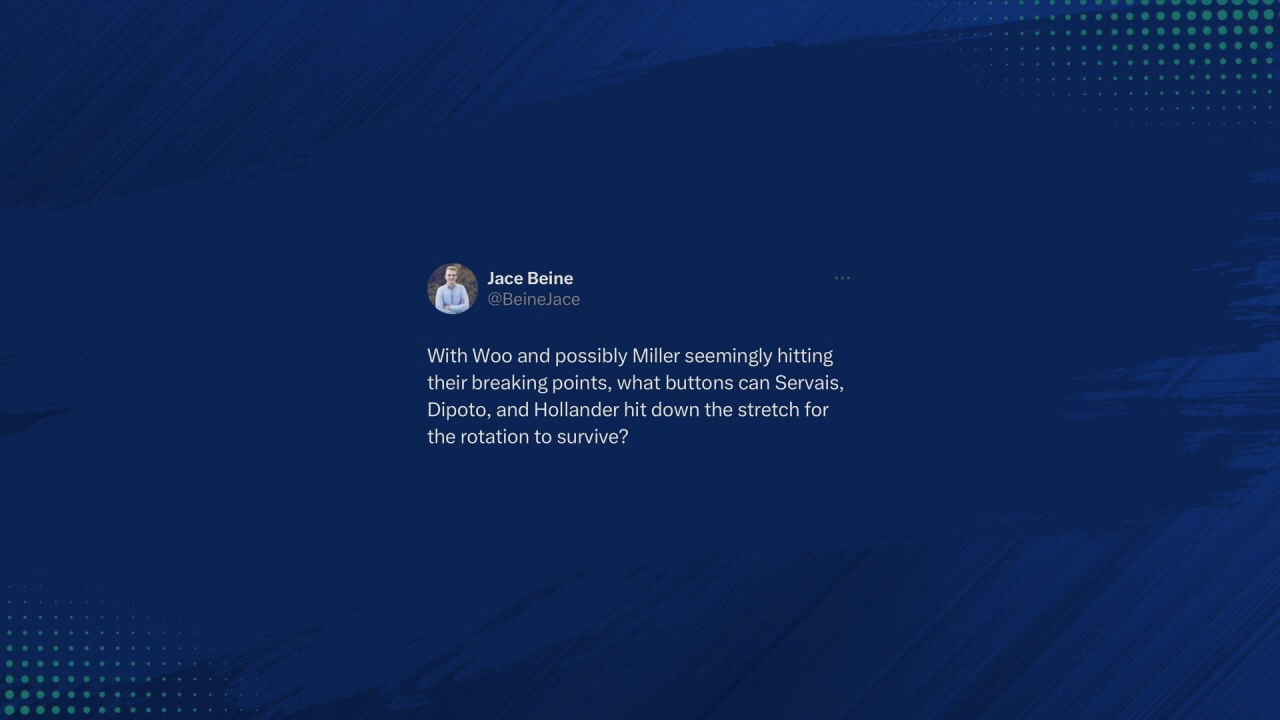 Jace Beine
@BeineJace
With Woo and possibly Miller seemingly hitting
their breaking points, what buttons can Servais,
Dipoto, and Hollander hit down the stretch for
the rotation to survive?